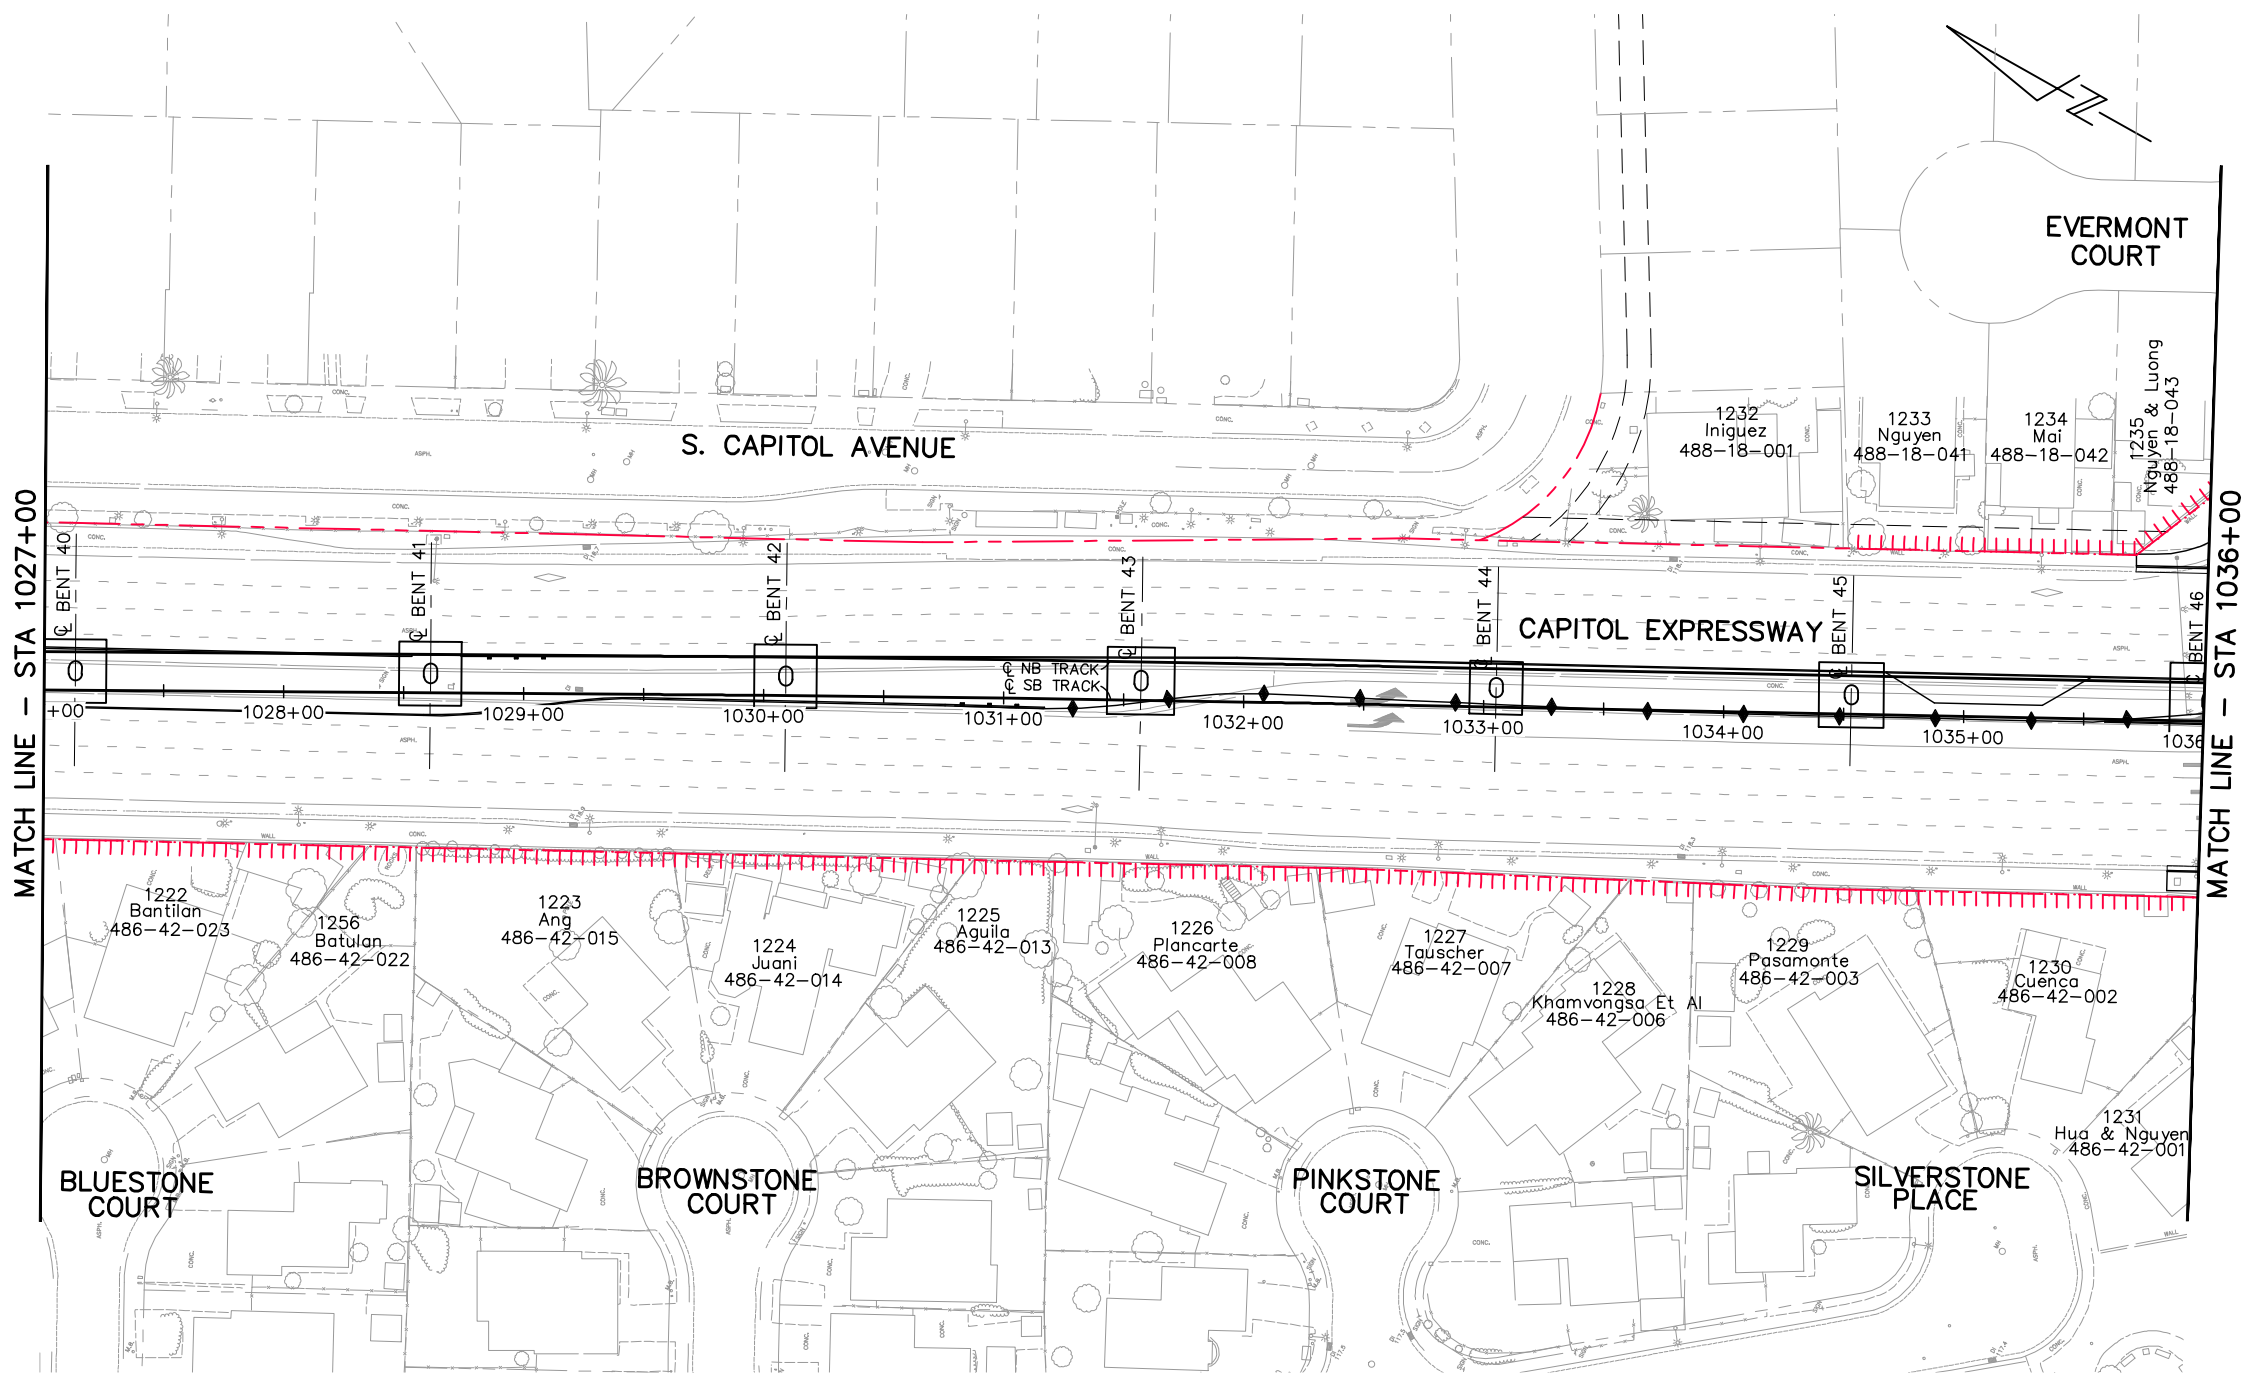 EVERMONT
COURT
1232
Iniguez
488-18-001
1233
Nguyen
488-18-041
1234
Mai
488-18-042
1235
Nguyen & Luong
488-18-043
S. CAPITOL AVENUE
MATCH LINE - STA 1027+00
MATCH LINE - STA 1036+00
℄ BENT 40
℄ BENT 41
℄ BENT 42
℄ BENT 43
℄ BENT 44
℄ BENT 45
℄ BENT 46
CAPITOL EXPRESSWAY
℄ NB TRACK
℄ SB TRACK
+00
1028+00
1029+00
1030+00
1031+00
1032+00
1033+00
1034+00
1035+00
1036
1222
Bantilan
486-42-023
1256
Batulan
486-42-022
1223
Ang
486-42-015
1224
Juani
486-42-014
1225
Aguila
486-42-013
1226
Plancarte
486-42-008
1227
Tauscher
486-42-007
1228
Khamvongsa Et Al
486-42-006
1229
Pasamonte
486-42-003
1230
Cuenca
486-42-002
1231
Hua & Nguyen
486-42-001
BLUESTONE
COURT
BROWNSTONE
COURT
PINKSTONE
COURT
SILVERSTONE
PLACE
CONC.
ASPH.
WALL